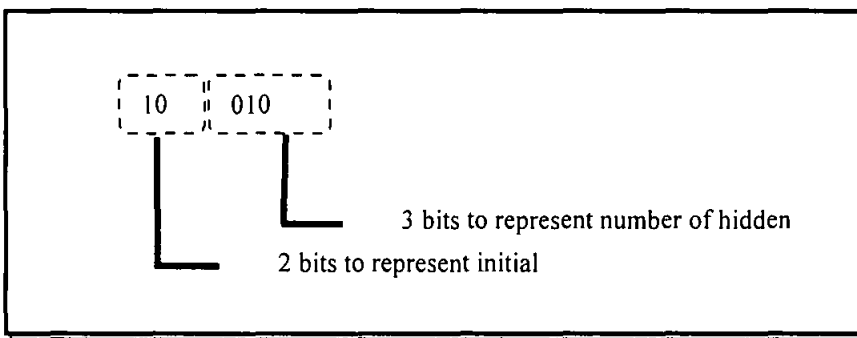 10 010
3 bits to represent number of hidden
2 bits to represent initial